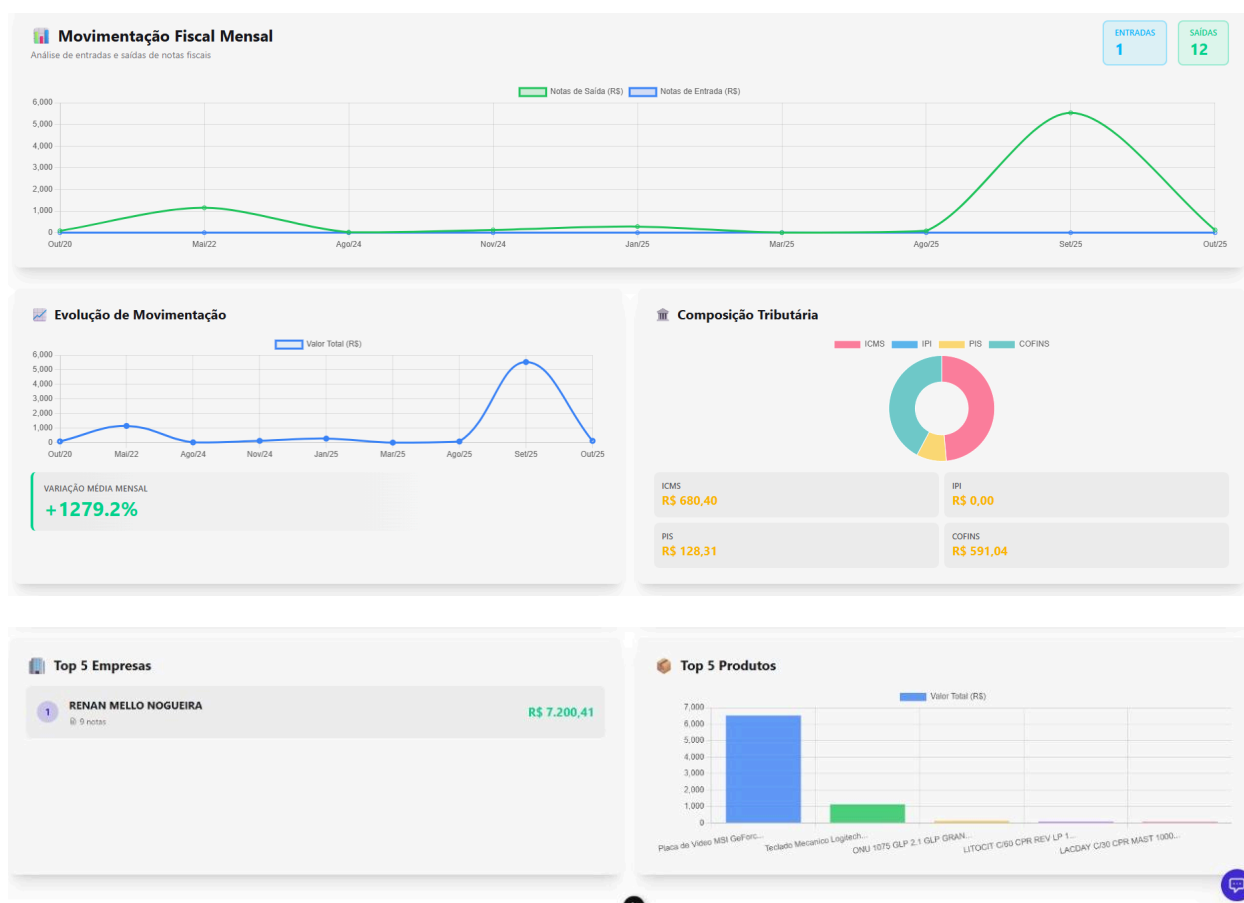 Movimentação Fiscal Mensal
Análise de entradas e saídas de notas fiscais
ENTRADAS
1
SAÍDAS
12
Notas de Saída (R$) Notas de Entrada (R$)
6,000
5,000
4,000
3,000
2,000
1,000
0
Out/20 Mai/22 Ago/24 Nov/24 Jan/25 Mar/25 Ago/25 Set/25 Out/25
Evolução de Movimentação
Valor Total (R$)
6,000
5,000
4,000
3,000
2,000
1,000
0
Out/20 Mai/22 Ago/24 Nov/24 Jan/25 Mar/25 Ago/25 Set/25 Out/25
VARIAÇÃO MÉDIA MENSAL
+1279.2%
Composição Tributária
ICMS IPI PIS COFINS
ICMS
R$ 680,40
IPI
R$ 0,00
PIS
R$ 128,31
COFINS
R$ 591,04
Top 5 Empresas
1
RENAN MELLO NOGUEIRA
9 notas
R$ 7.200,41
Top 5 Produtos
Valor Total (R$)
7,000
6,000
5,000
4,000
3,000
2,000
1,000
0
Placa de Video MSI GeForc...
Teclado Mecanico Logitech...
ONU 1075 GLP 2.1 GLP GRAN...
LITOCIT C/60 CPR REV LP 1...
LACDAY C/30 CPR MAST 1000...